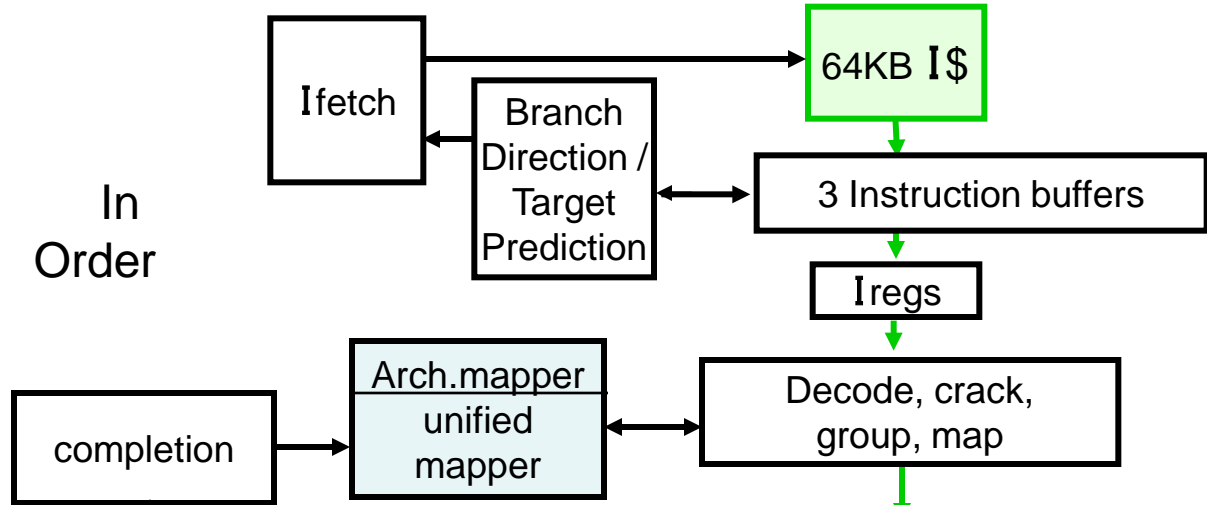 Ifetch
64KB I$
Branch
Direction /
Target
Prediction
3 Instruction buffers
In
Order
Iregs
Arch.mapper
unified
mapper
Decode, crack,
group, map
completion